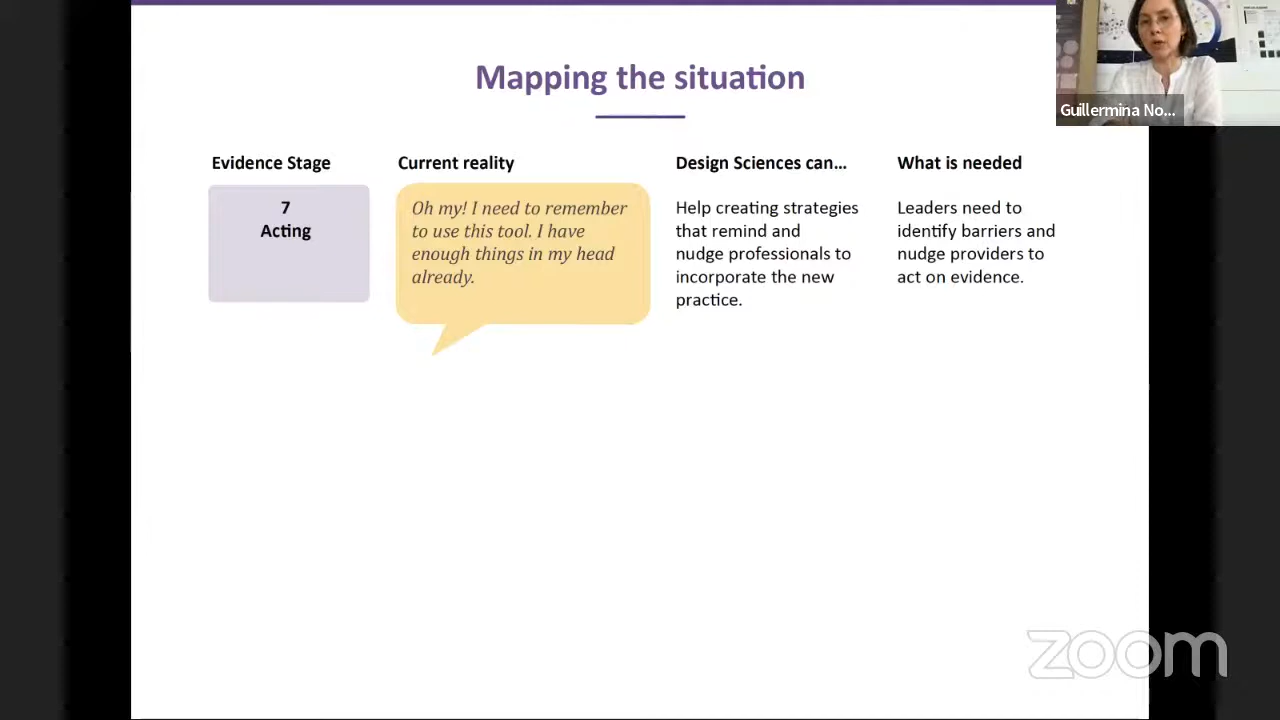 Mapping the situation
Guillermina No...
Evidence Stage
Current reality
Design Sciences can...
What is needed
7
Acting
Oh my! I need to remember
to use this tool. I have
enough things in my head
already.
Help creating strategies
that remind and
nudge professionals to
incorporate the new
practice.
Leaders need to
identify barriers and
nudge providers to
act on evidence.
zoom